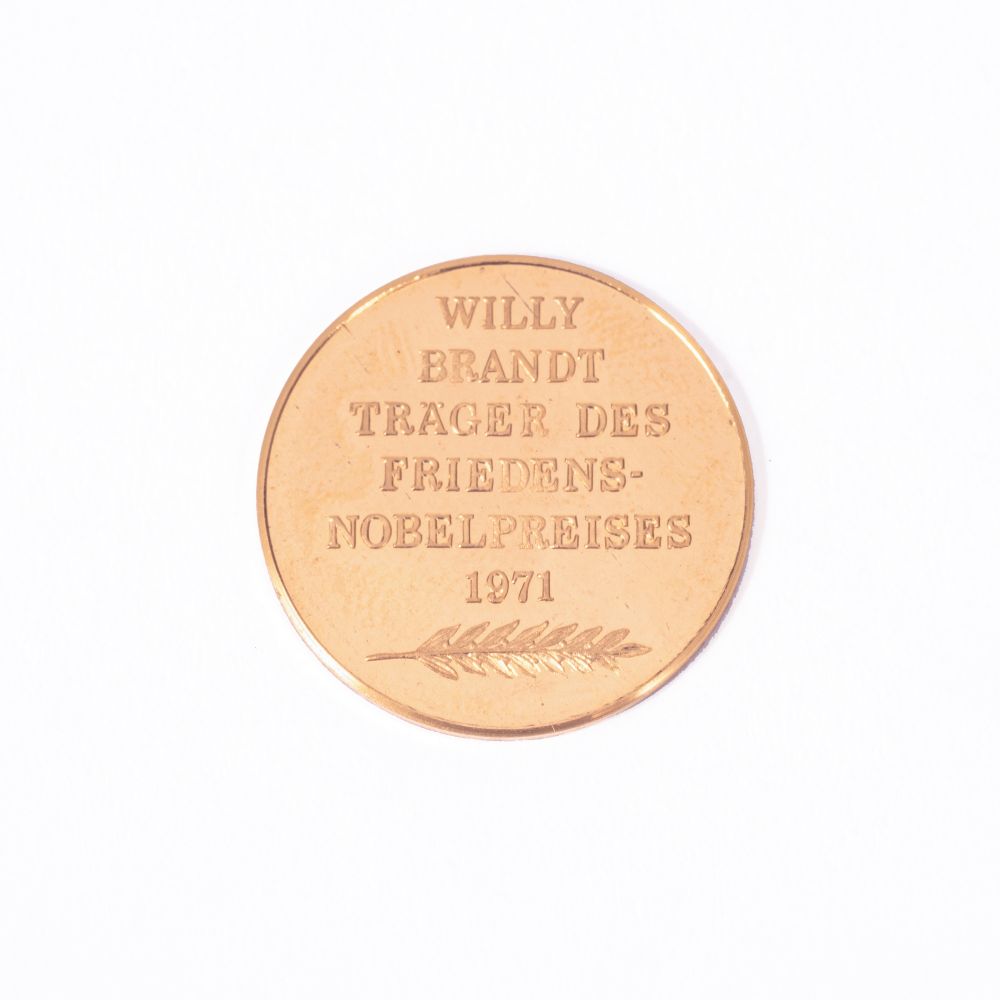 WILLY
BRANDT
TRÄGER DES
FRIEDENS-
NOBELPREISES
1971